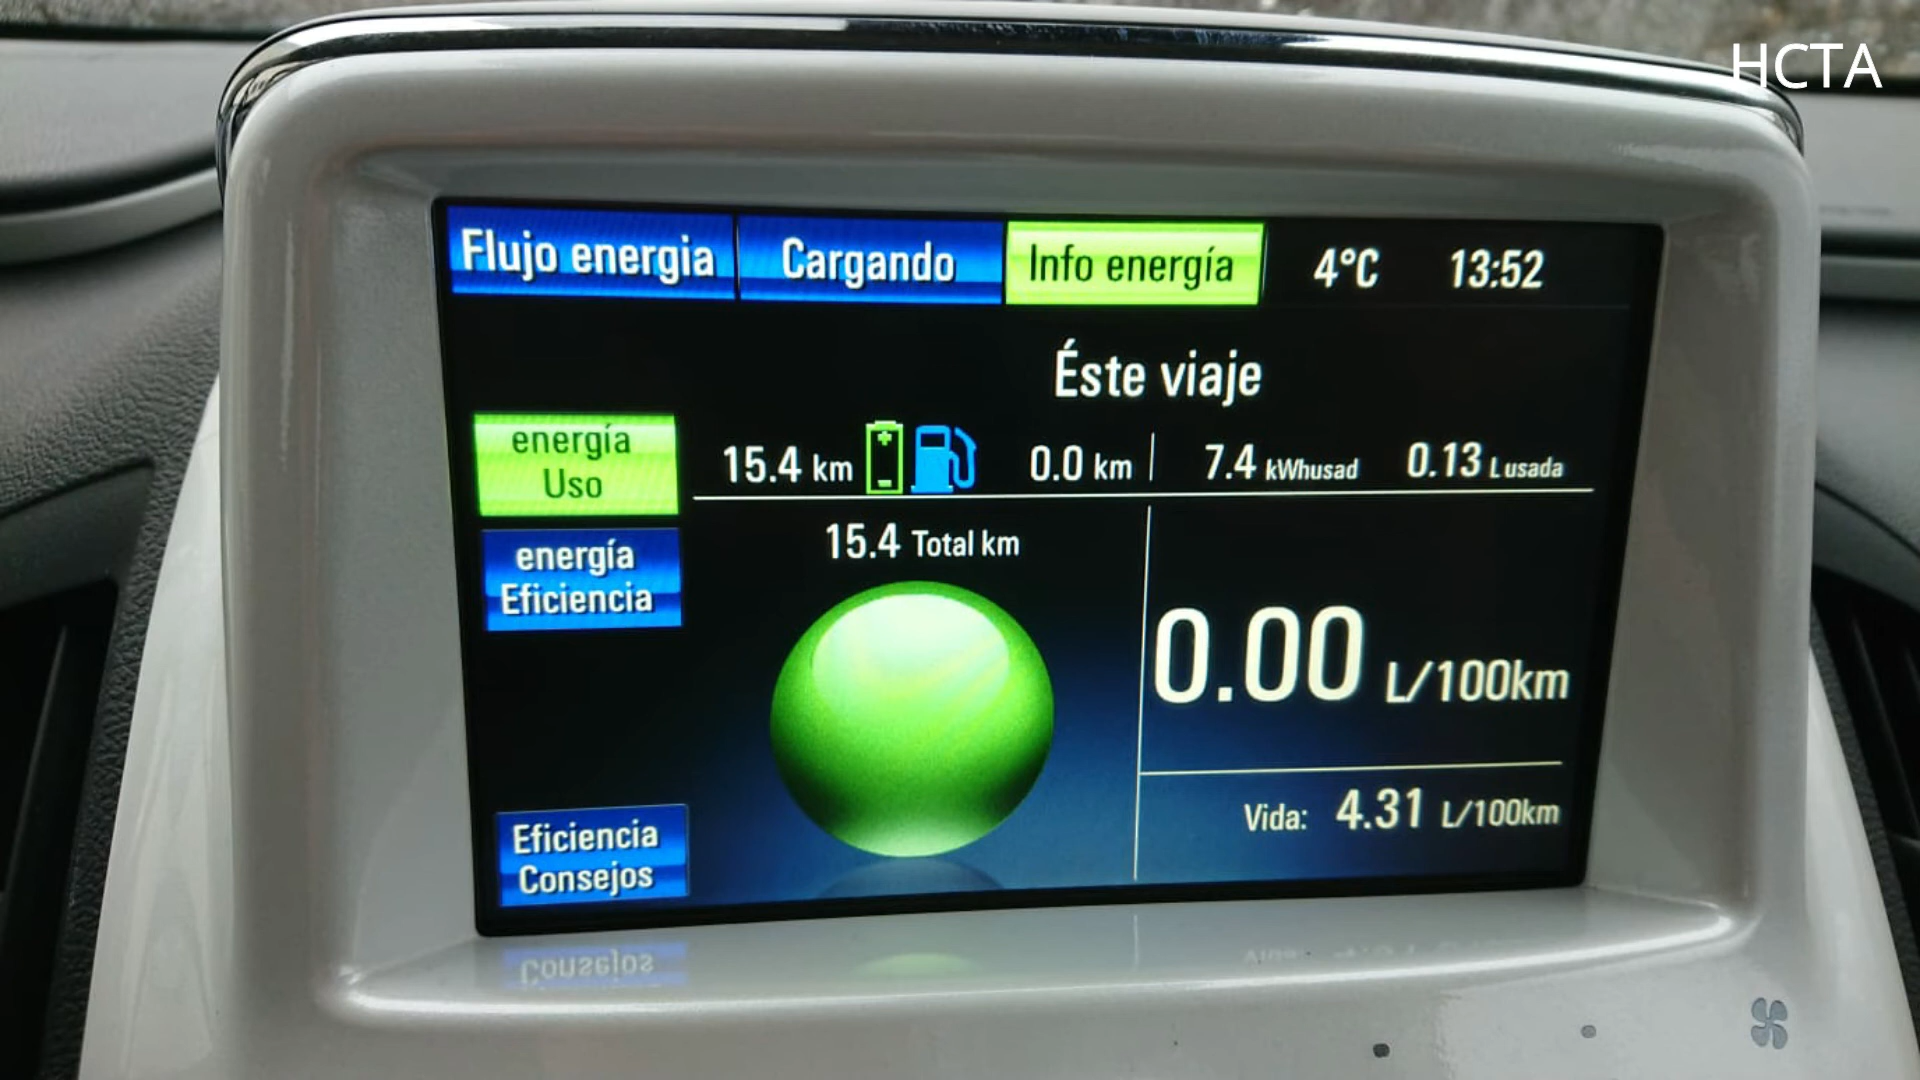 HCTA
Flujo energia Cargando Info energía 4°C 13:52
Éste viaje
energía
Uso
15.4 km 0.0 km 7.4 kWhusad 0.13 L usada
15.4 Total km
energía
Eficiencia
0.00 L/100km
Vida: 4.31 L/100km
Eficiencia
Consejos